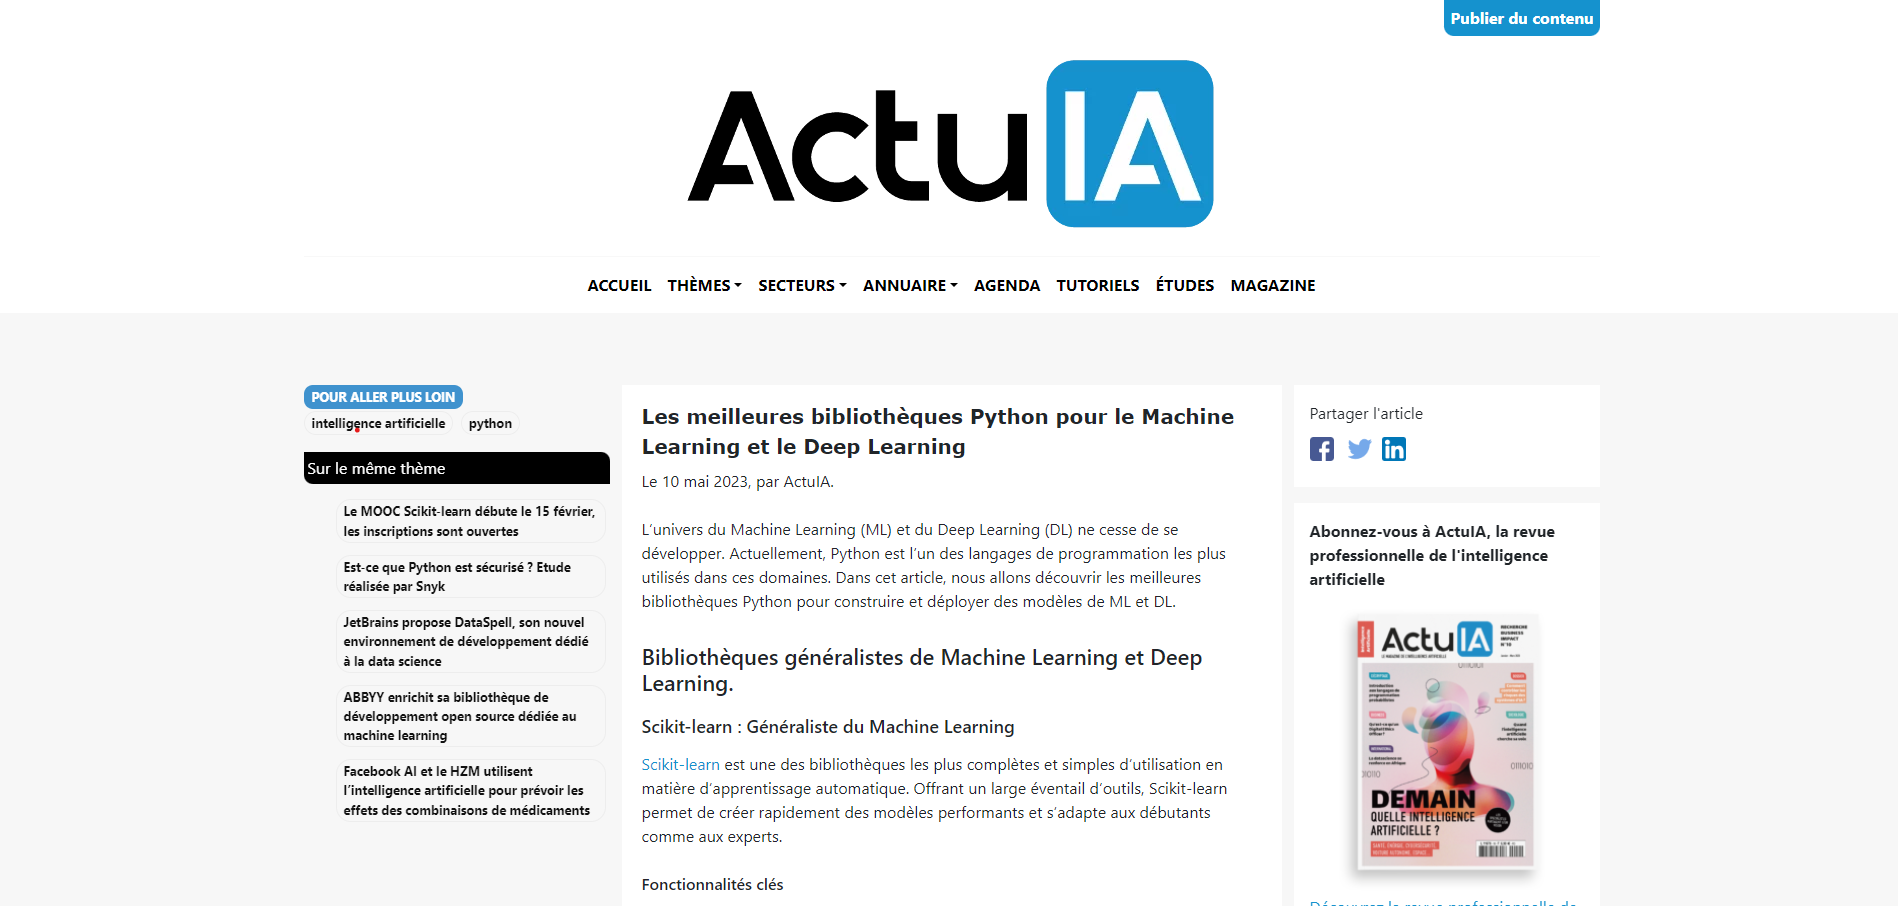 Publier du contenu
ActuIA
ACCUEIL THÈMES SECTEURS ANNUAIRE AGENDA TUTORIELS ÉTUDES MAGAZINE
POUR ALLER PLUS LOIN
intelligence artificielle python
Sur le même thème
Le MOOC Scikit-learn débute le 15 février,
les inscriptions sont ouvertes
Est-ce que Python est sécurisé ? Etude
réalisée par Snyk
JetBrains propose DataSpell, son nouvel
environnement de développement dédié
à la data science
ABBYY enrichit sa bibliothèque de
développement open source dédiée au
machine learning
Facebook AI et le HZM utilisent
l’intelligence artificielle pour prévoir les
effets des combinaisons de médicaments
Les meilleures bibliothèques Python pour le Machine
Learning et le Deep Learning
Le 10 mai 2023, par ActuIA.
L’univers du Machine Learning (ML) et du Deep Learning (DL) ne cesse de se
développer. Actuellement, Python est l’un des langages de programmation les plus
utilisés dans ces domaines. Dans cet article, nous allons découvrir les meilleures
bibliothèques Python pour construire et déployer des modèles de ML et DL.
Bibliothèques généralistes de Machine Learning et Deep
Learning.
Scikit-learn : Généraliste du Machine Learning
Scikit-learn est une des bibliothèques les plus complètes et simples d’utilisation en
matière d’apprentissage automatique. Offrant un large éventail d’outils, Scikit-learn
permet de créer rapidement des modèles performants et s’adapte aux débutants
comme aux experts.
Fonctionnalités clés
Partager l'article
Abonnez-vous à ActuIA, la revue
professionnelle de l'intelligence
artificielle
ActuIA
RECHERCHE
BUSINESS
IMPACT
DEMAIN
QUELLE INTELLIGENCE
ARTIFICIELLE ?
Découvrez la revue professionnelle de